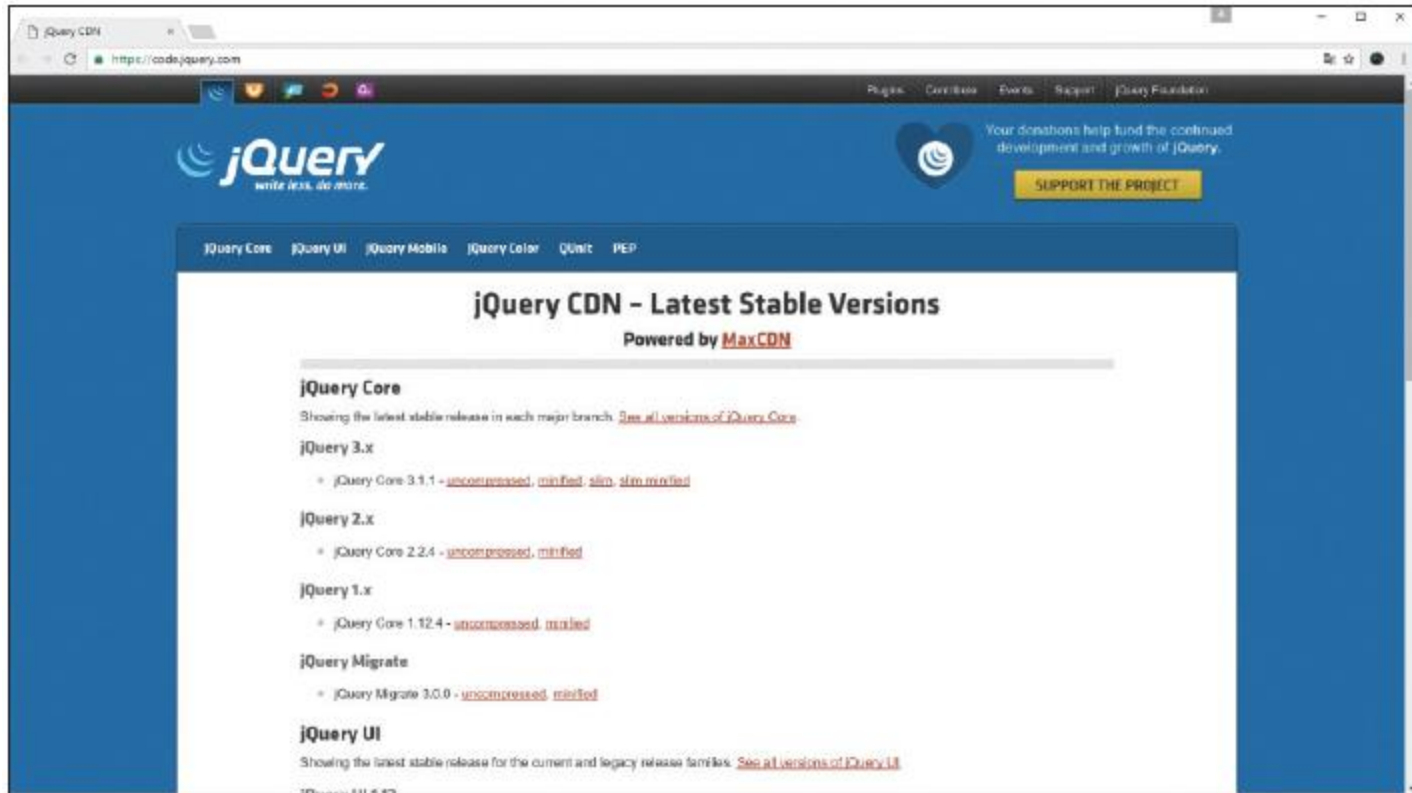 jQuery CDN
https://code.jquery.com
Plugins Contribute Events Support jQuery Foundation
jQuery
write less, do more.
Your donations help fund the continued
development and growth of jQuery.
SUPPORT THE PROJECT
jQuery Core jQuery UI jQuery Mobile jQuery Color QUnit PEP
jQuery CDN – Latest Stable Versions
Powered by MaxCDN
jQuery Core
Showing the latest stable release in each major branch. See all versions of jQuery Core.
jQuery 3.x
jQuery Core 3.1.1 - uncompressed, minified, slim, slim minified
jQuery 2.x
jQuery Core 2.2.4 - uncompressed, minified
jQuery 1.x
jQuery Core 1.12.4 - uncompressed, minified
jQuery Migrate
jQuery Migrate 3.0.0 - uncompressed, minified
jQuery UI
Showing the latest stable release for the current and legacy release families. See all versions of jQuery UI.